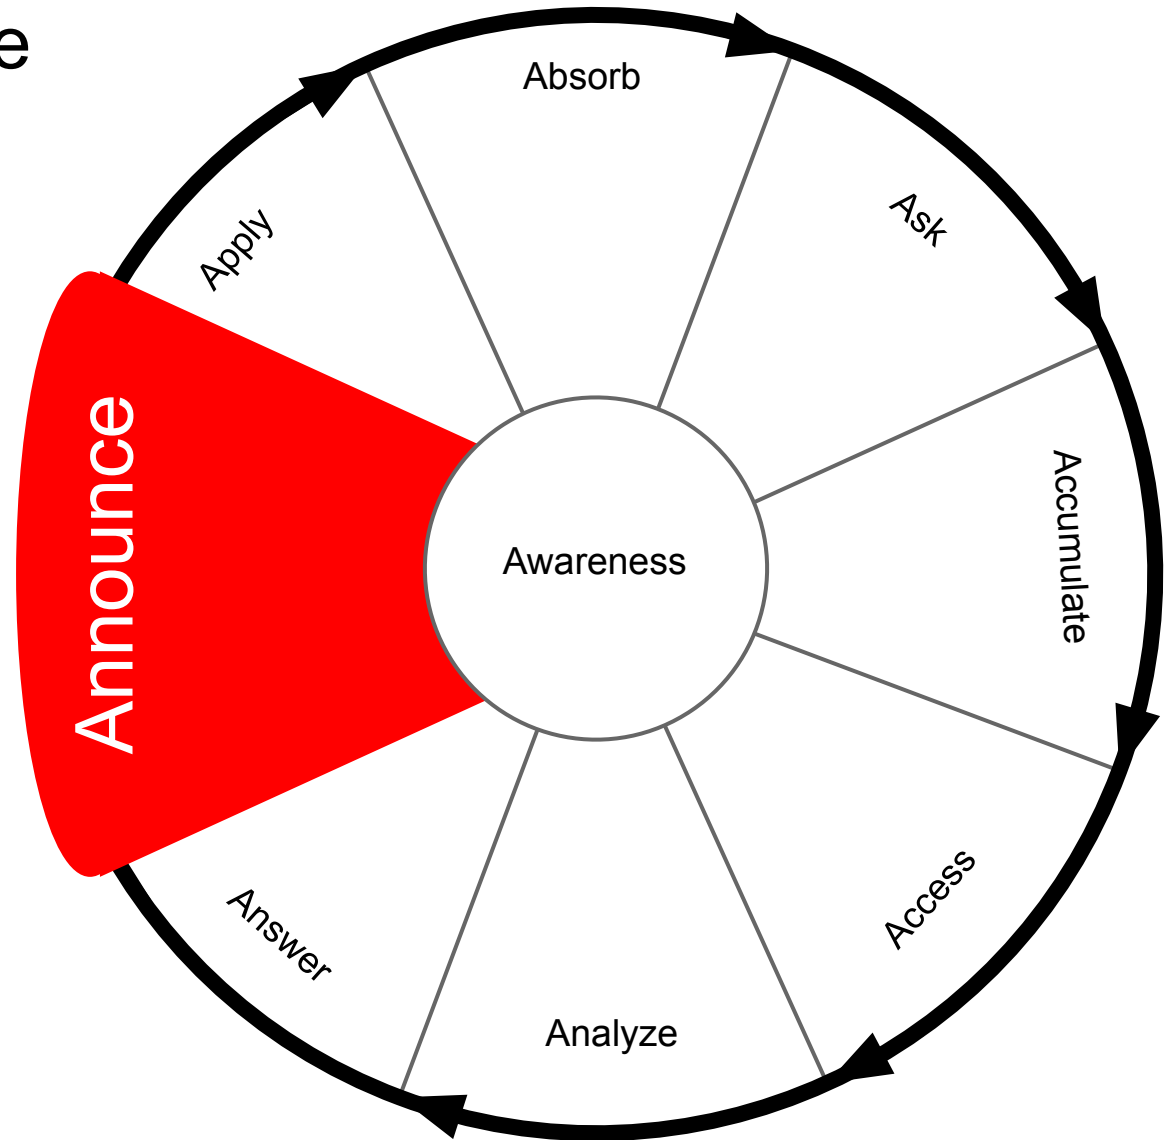 e
Absorb
Ask
Accumulate
Access
Analyze
Answer
Announce
Apply
Awareness